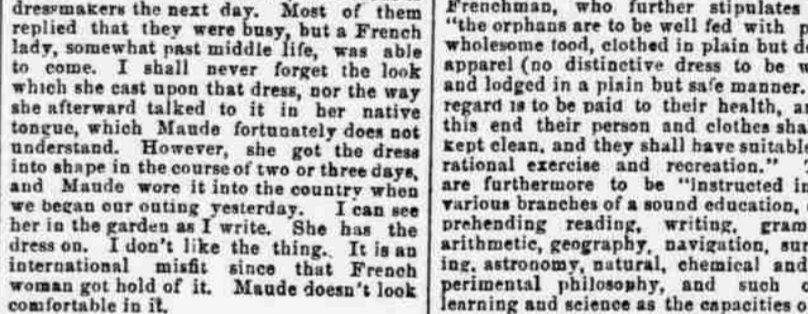 dressmakers the next day. Most of them
replied that they were busy, but a French
lady, somewhat past middle life, was able
to come. I shall never forget the look
which she cast upon that dress, nor the way
she afterward talked to it in her native
tongue, which Maude fortunately does not
understand. However, she got the dress
into shape in the course of two or three days,
and Maude wore it into the country when
we began our outing yesterday. I can see
her in the garden as I write. She has the
dress on. I don't like the thing. It is an
international misfit since that French
woman got hold of it. Maude doesn't look
comfortable in it.
Frenchman, who further stipulates
"the orphans are to be well fed with
wholesome food, clothed in plain but
apparel (no distinctive dress to be
and lodged in a plain but safe manner.
regard is to be paid to their health,
this end their person and clothes
kept clean, and they shall have
rational exercise and recreation."
are furthermore to be "instructed in
various branches of a sound education,
prehending reading, writing,
arithmetic, geography, navigation,
ing, astronomy, natural, chemical and
perimental philosophy, and such
learning and science as the capacities